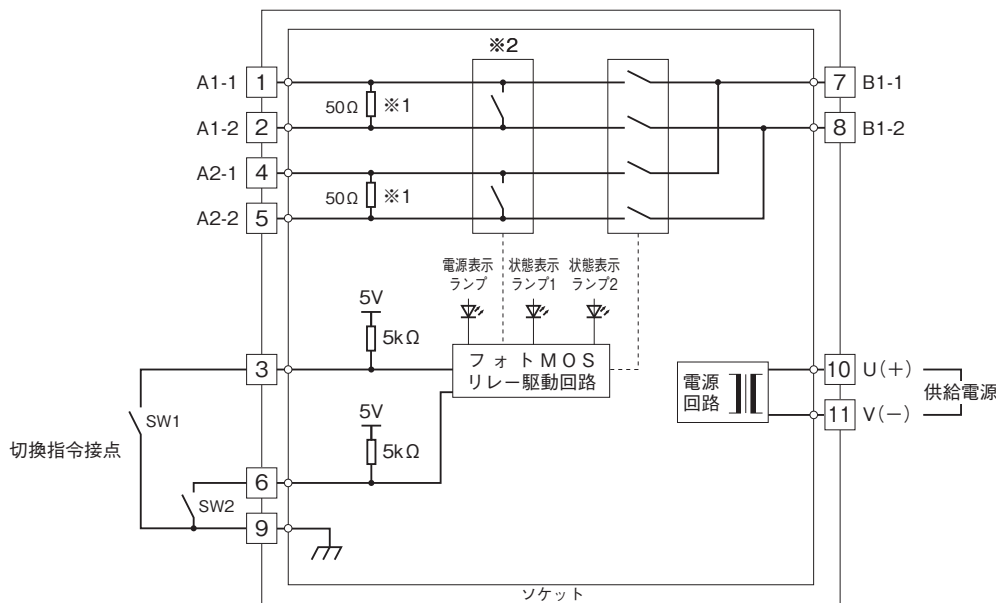 ※2
A1-1 1
50Ω ※1
A1-2 2
A2-1 4
50Ω ※1
A2-2 5
7 B1-1
8 B1-2
電源表示
ランプ
状態表示
ランプ1
状態表示
ランプ2
5V
5kΩ
3
フォトMOS
リレー駆動回路
電源
回路
10 U(+)
供給電源
11 V(−)
SW1
切換指令接点
5V
5kΩ
6
SW2
9
ソケット